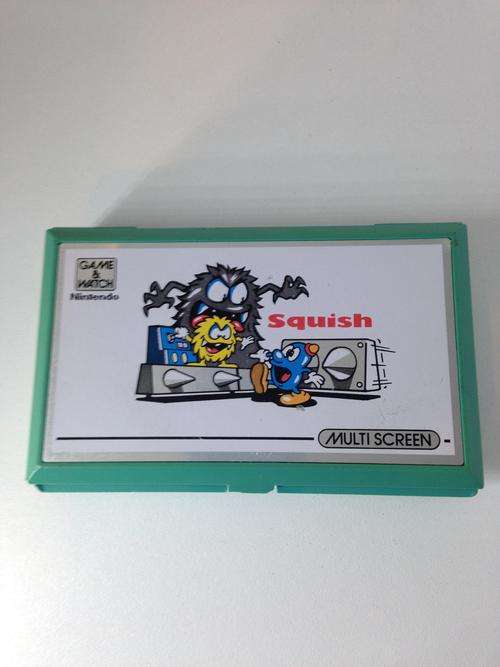 GAME
&
WATCH
Nintendo
Squish
MULTI SCREEN